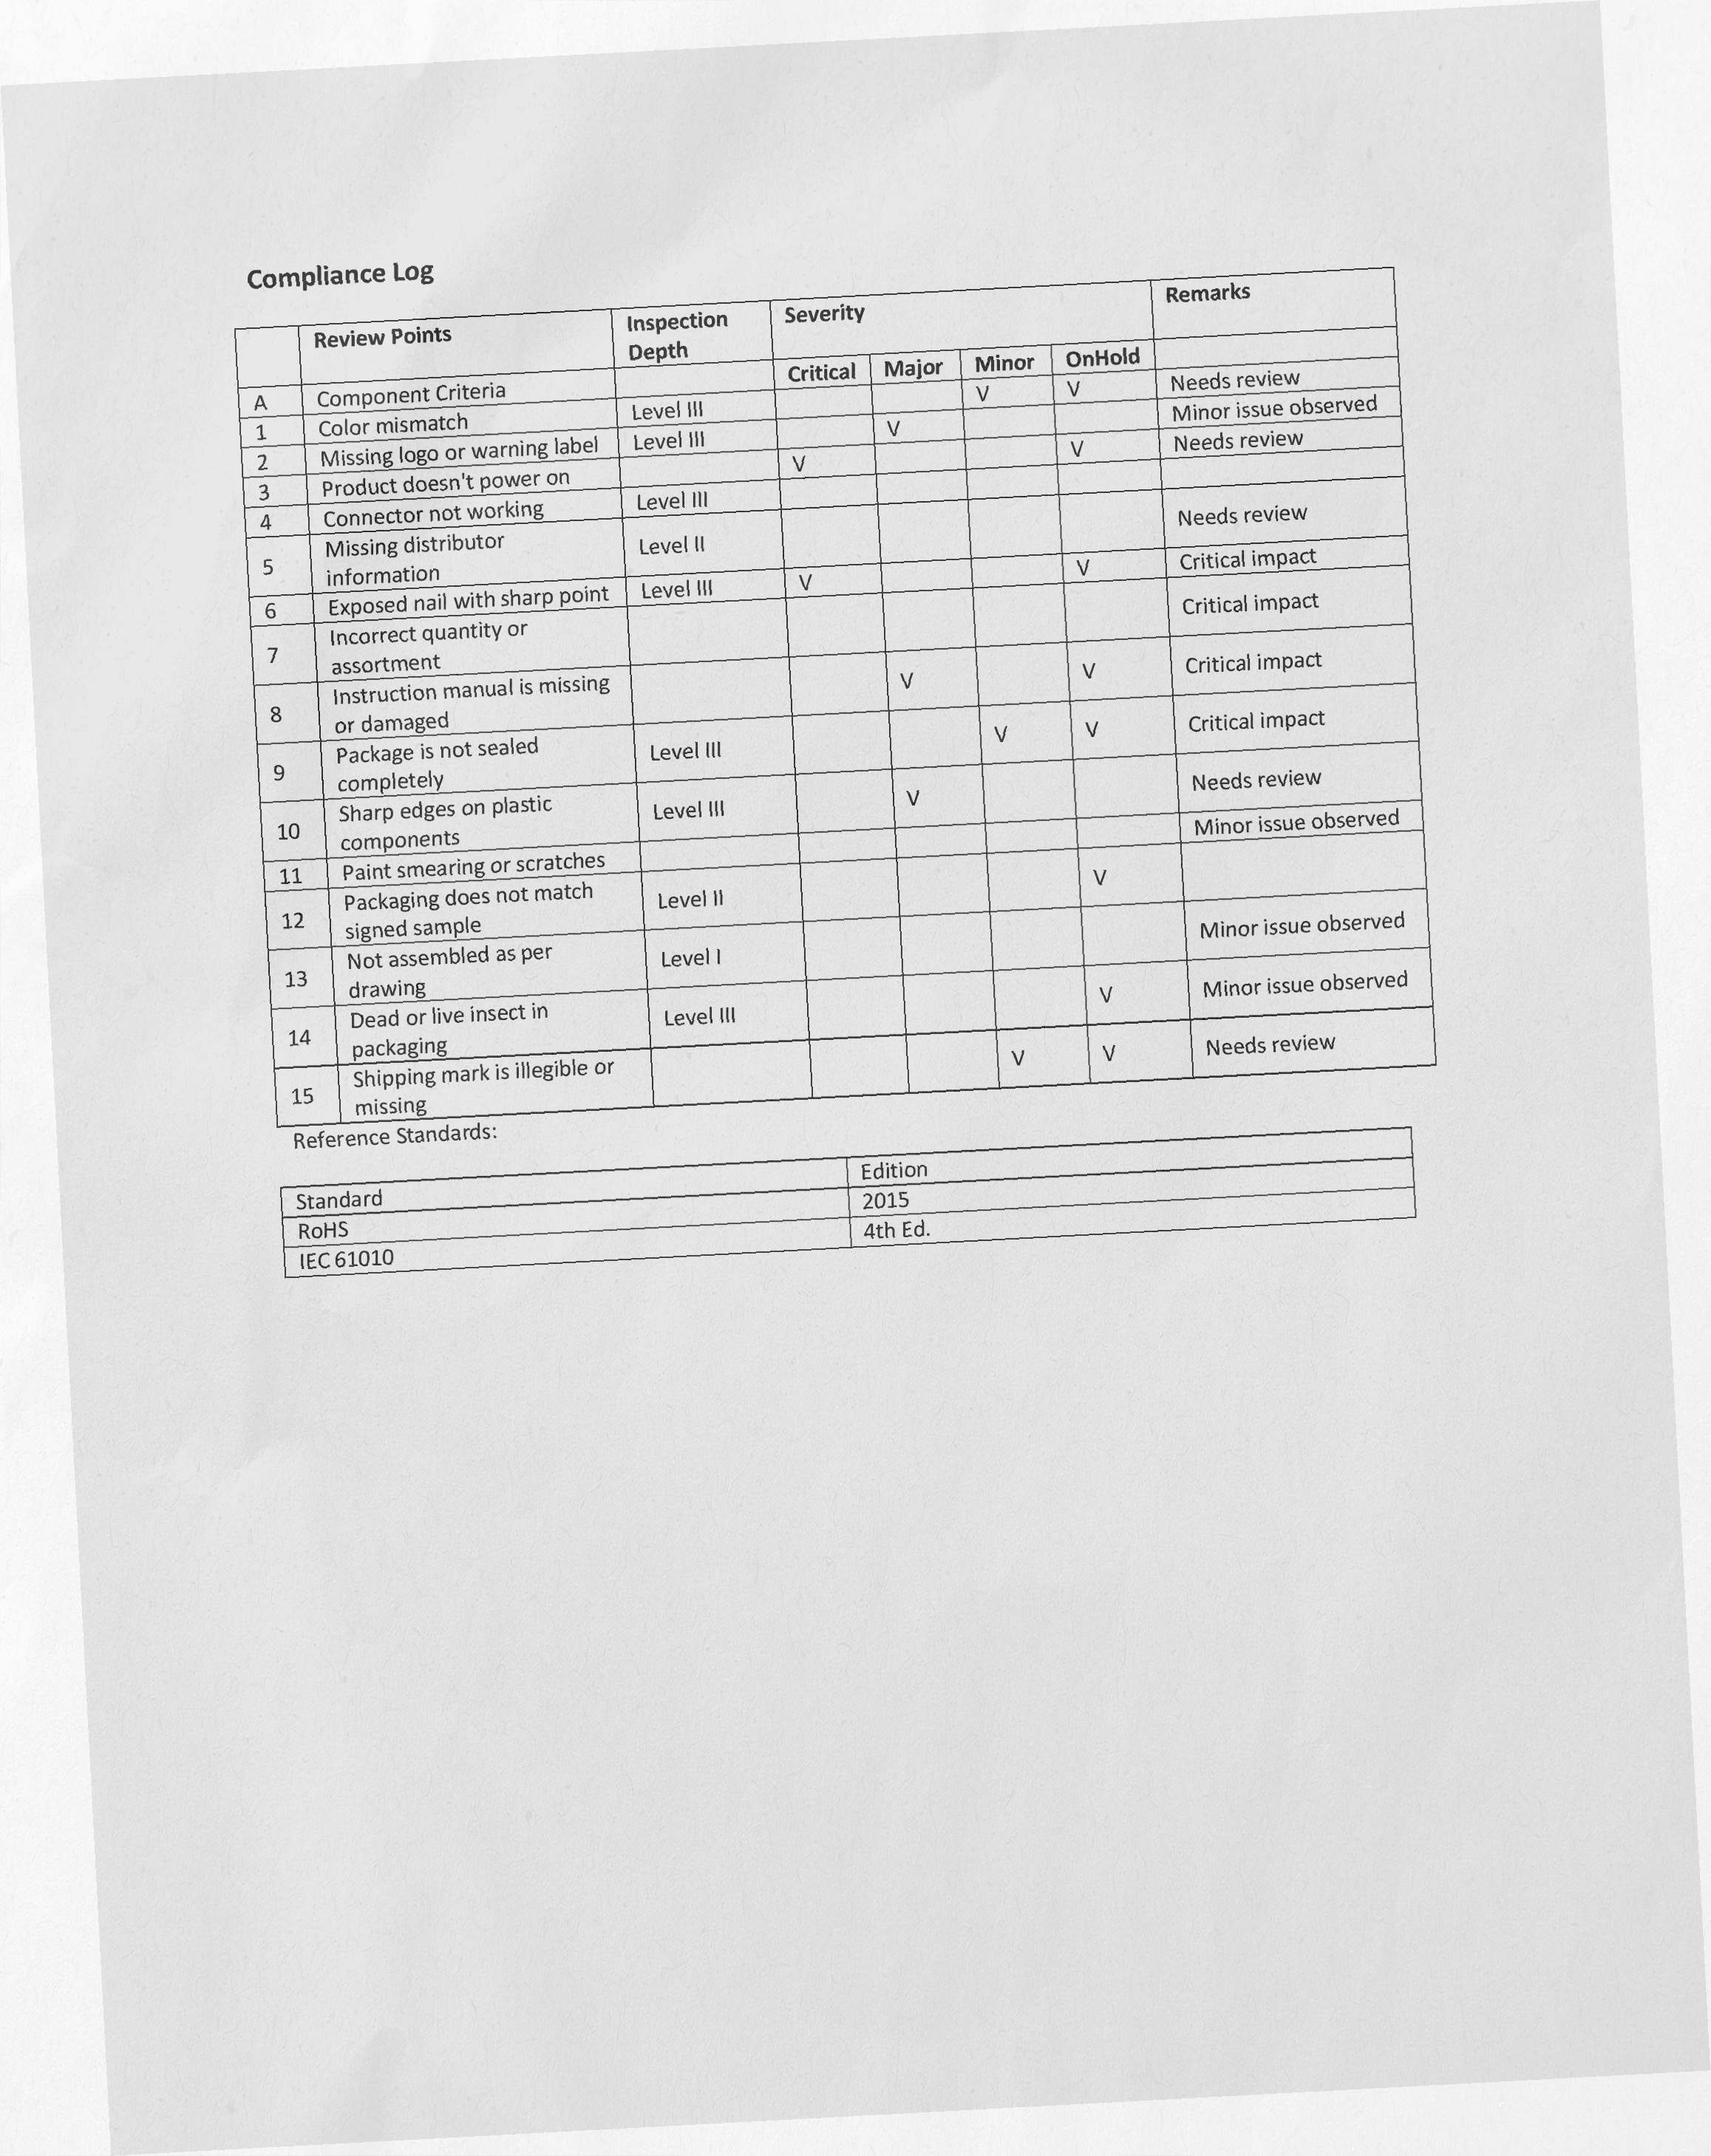 Compliance Log
Review Points Inspection Depth Severity Remarks
A Component Criteria Critical Major Minor OnHold
1 Color mismatch Level III V V Needs review
2 Missing logo or warning label Level III V Minor issue observed
3 Product doesn't power on V V Needs review
4 Connector not working Level III
5 Missing distributor
information Level II Needs review
6 Exposed nail with sharp point Level III V V Critical impact
7 Incorrect quantity or
assortment Critical impact
8 Instruction manual is missing
or damaged V V Critical impact
9 Package is not sealed
completely Level III V V Critical impact
10 Sharp edges on plastic
components Level III V Needs review
11 Paint smearing or scratches Minor issue observed
12 Packaging does not match
signed sample Level II V
13 Not assembled as per
drawing Level I Minor issue observed
14 Dead or live insect in
packaging Level III V Minor issue observed
15 Shipping mark is illegible or
missing V V Needs review
Reference Standards:
Standard Edition
RoHS 2015
IEC 61010 4th Ed.